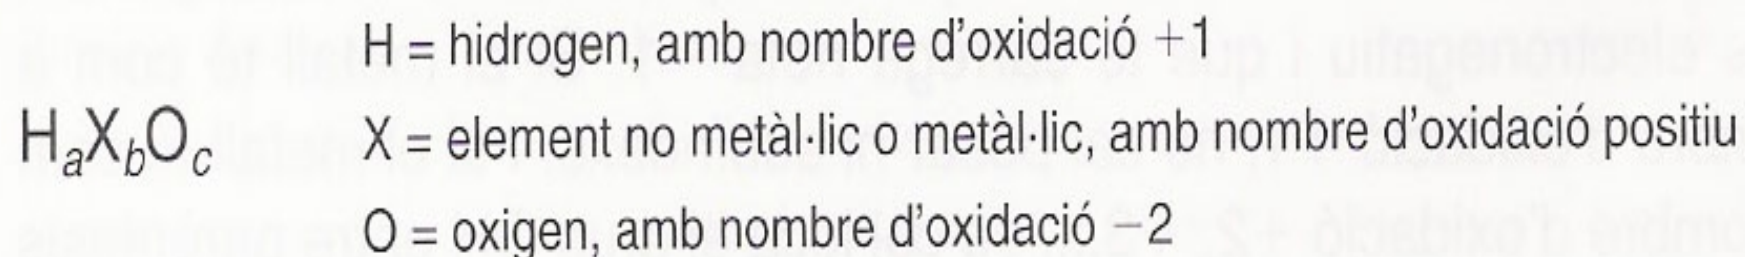 H = hidrogen, amb nombre d'oxidació +1
HaXbOc X = element no metàl·lic o metàl·lic, amb nombre d'oxidació positiu
O = oxigen, amb nombre d'oxidació −2